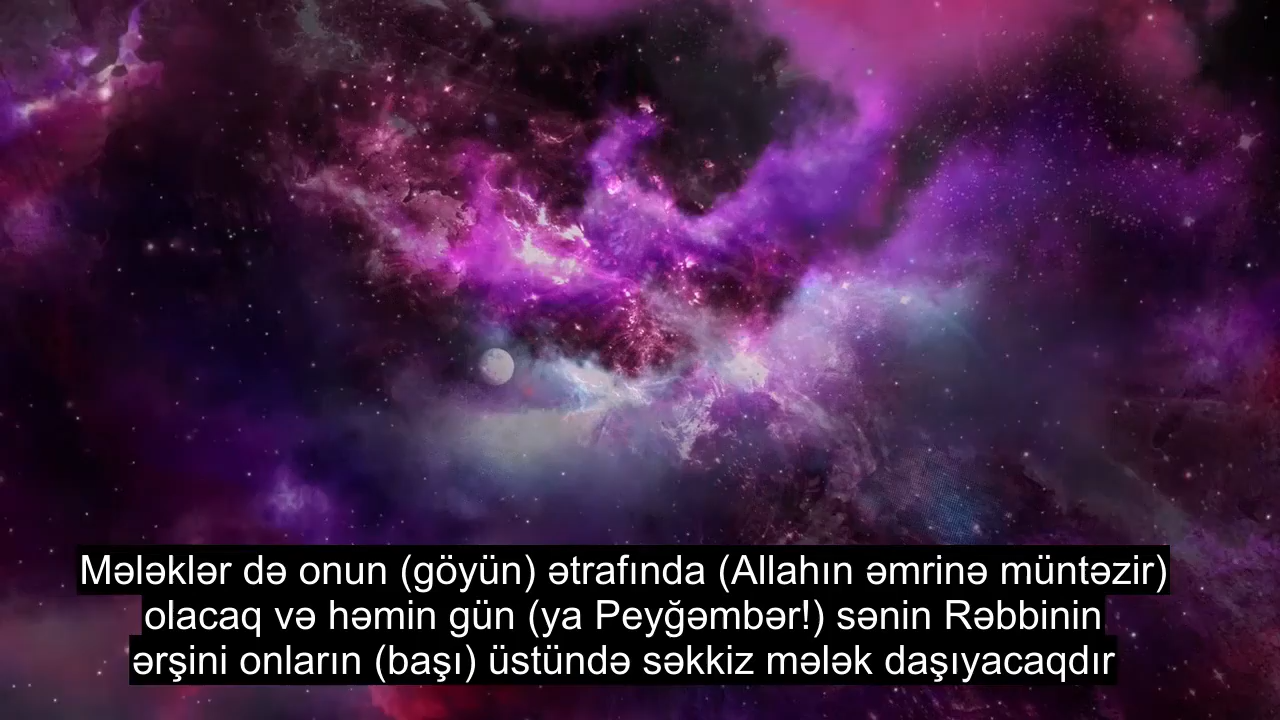 Mələklər də onun (göyün) ətrafında (Allahın əmrinə müntəzir)
olacaq və həmin gün (ya Peyğəmbər!) sənin Rəbbinin
ərşini onların (başı) üstündə səkkiz mələk daşıyacaqdır